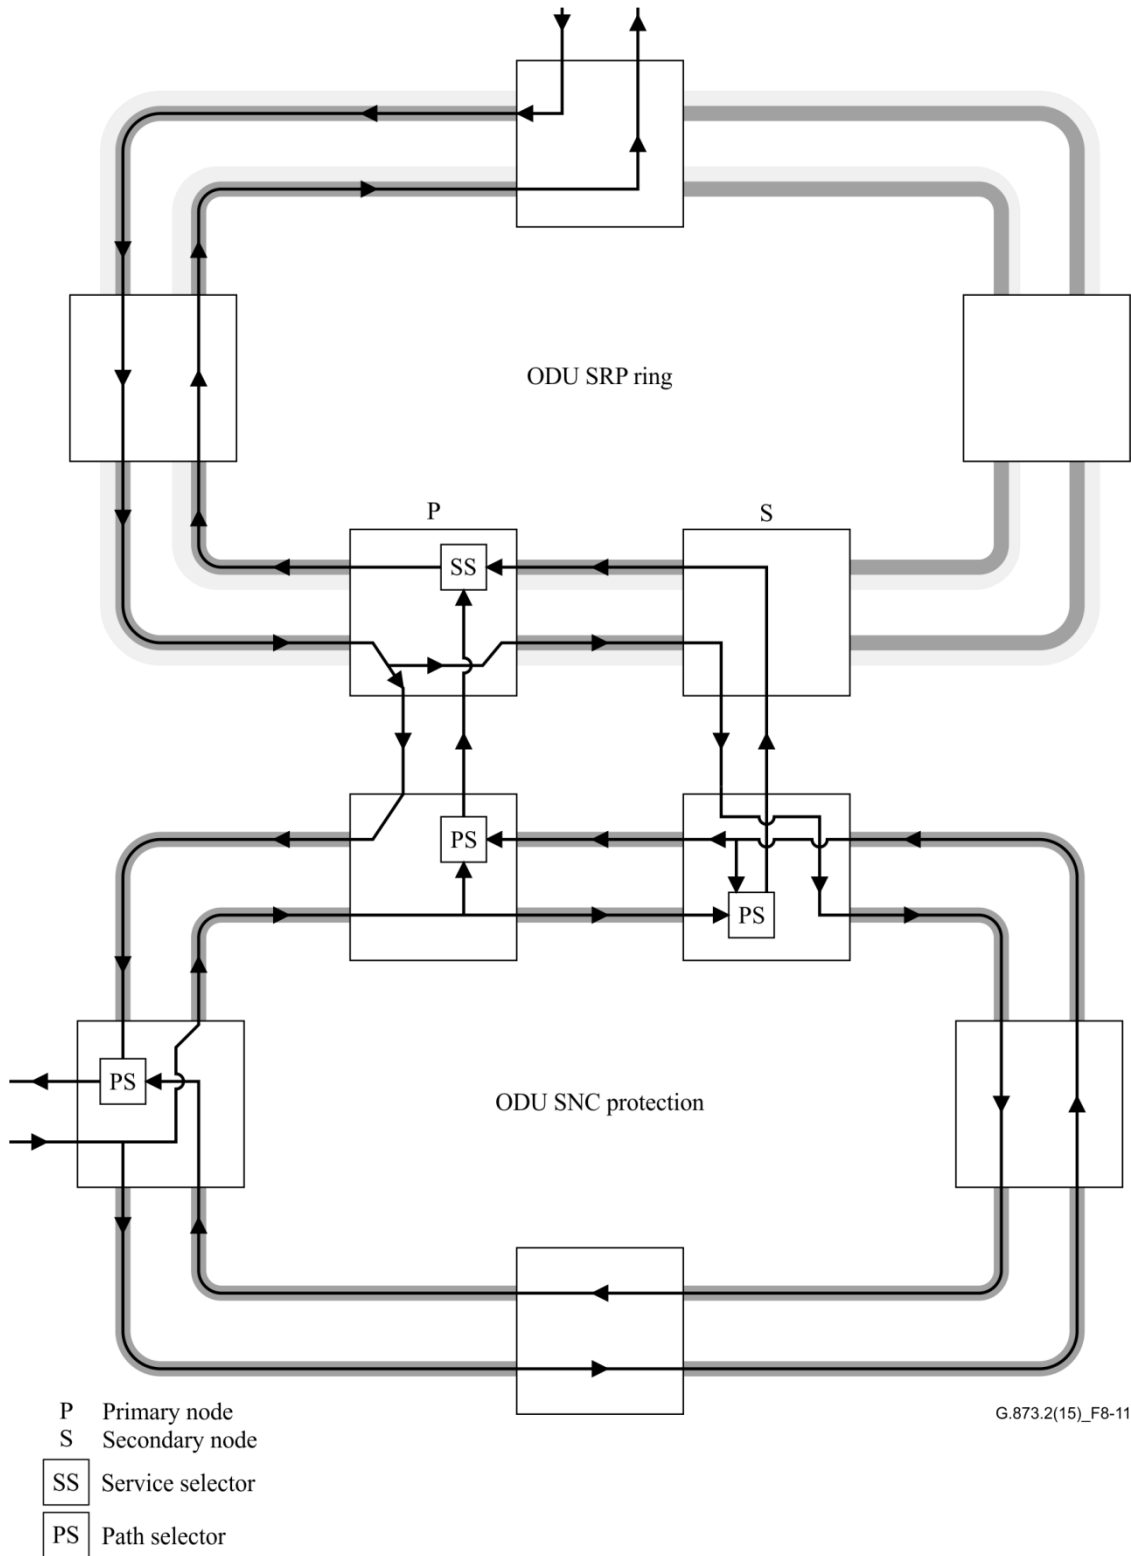 ODU SRP ring
P
S
SS
PS
PS
PS
ODU SNC protection
P Primary node
S Secondary node
SS Service selector
PS Path selector
G.873.2(15)_F8-11